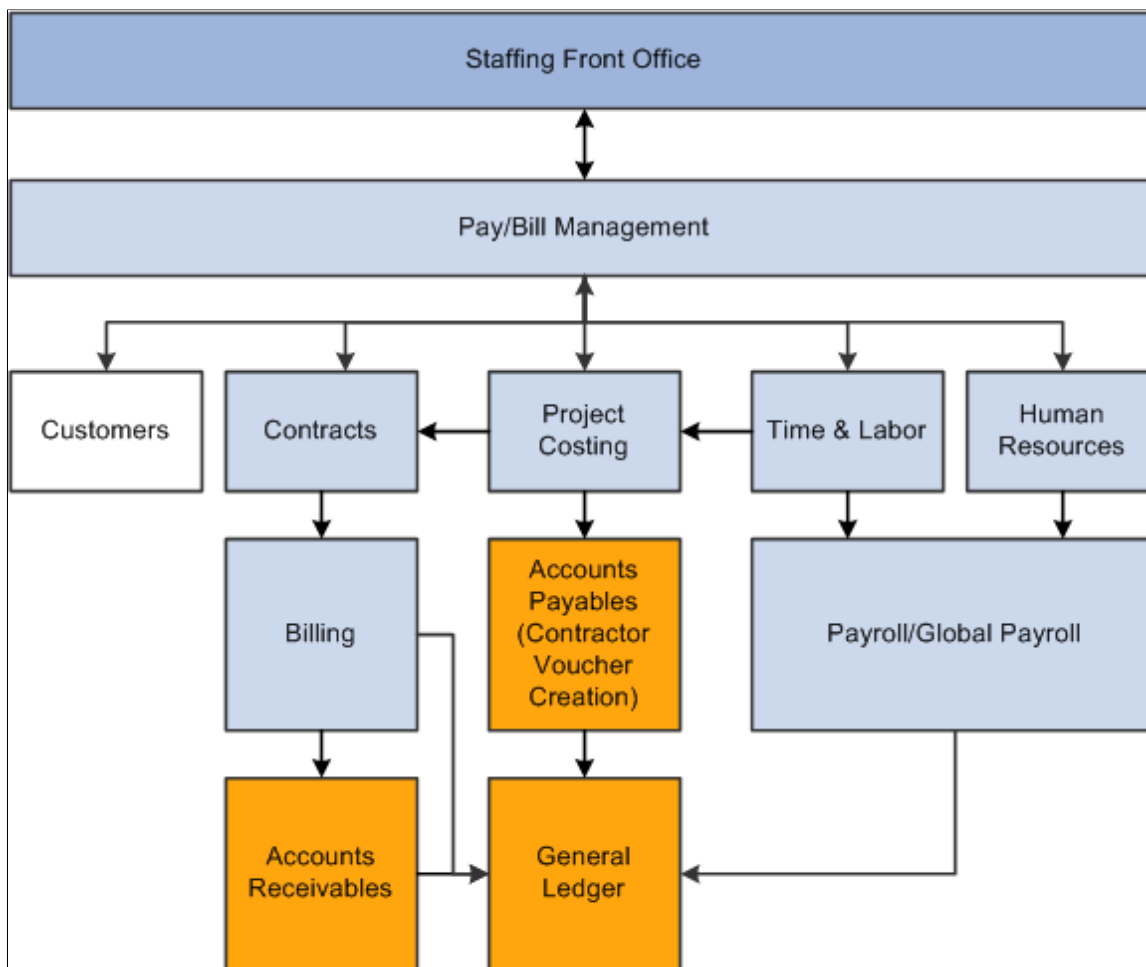 Staffing Front Office
Pay/Bill Management
Customers
Contracts
Project
Costing
Time & Labor
Human
Resources
Billing
Accounts
Payables
(Contractor
Voucher
Creation)
Payroll/Global Payroll
Accounts
Receivables
General
Ledger